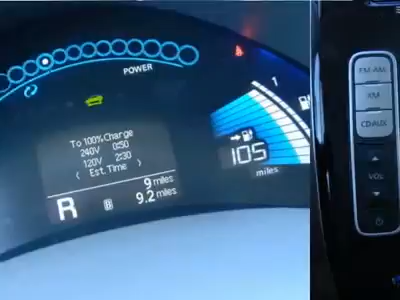 POWER
To 100% Charge
240V 0:50
120V 2:30
( Est. Time )
9 miles
R B 9.2 miles
1
105
miles
FM·AM
XM
CD·AUX
VOL